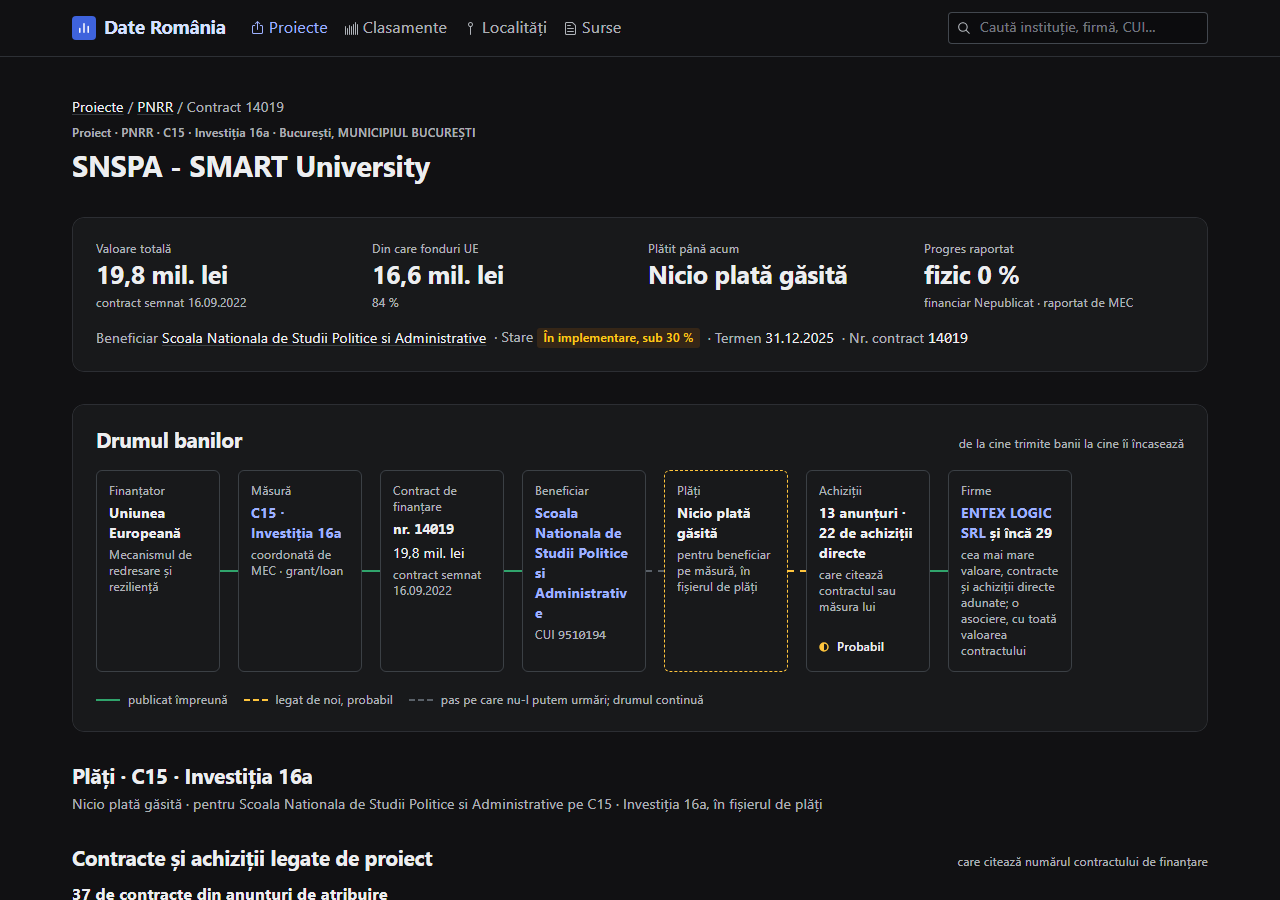 Date România
Proiecte
Clasamente
Localități
Surse
Caută instituție, firmă, CUI...
Proiecte / PNRR / Contract 14019
Proiect · PNRR · C15 · Investiția 16a · București, MUNICIPIUL BUCUREȘTI
SNSPA - SMART University
Valoare totală
19,8 mil. lei
contract semnat 16.09.2022
Din care fonduri UE
16,6 mil. lei
84 %
Plătit până acum
Nicio plată găsită
Progres raportat
fizic 0 %
financiar Nepublicat · raportat de MEC
Beneficiar Scoala Nationala de Studii Politice si Administrative · Stare În implementare, sub 30 % · Termen 31.12.2025 · Nr. contract 14019
Drumul banilor
de la cine trimite banii la cine îi încasează
Finanțator
Uniunea
Europeană
Mecanismul de
redresare și
reziliență
Măsură
C15 ·
Investiția 16a
coordonată de
MEC · grant/loan
Contract de
finanțare
nr. 14019
19,8 mil. lei
contract semnat
16.09.2022
Beneficiar
Scoala
Nationala de
Studii Politice
si
Administrativ
e
CUI 9510194
Plăți
Nicio plată
găsită
pentru beneficiar
pe măsură, în
fișierul de plăți
Achiziții
13 anunțuri ·
22 de achiziții
directe
care citează
contractul sau
măsura lui
Probabil
Firme
ENTEX LOGIC
SRL și încă 29
cea mai mare
valoare, contracte
și achiziții directe
adunate; o
asociere, cu toată
valoarea
contractului
publicat împreună
legat de noi, probabil
pas pe care nu-l putem urmări; drumul continuă
Plăți · C15 · Investiția 16a
Nicio plată găsită · pentru Scoala Nationala de Studii Politice si Administrative pe C15 · Investiția 16a, în fișierul de plăți
Contracte și achiziții legate de proiect
care citează numărul contractului de finanțare
37 de contracte din anunțuri de atribuire